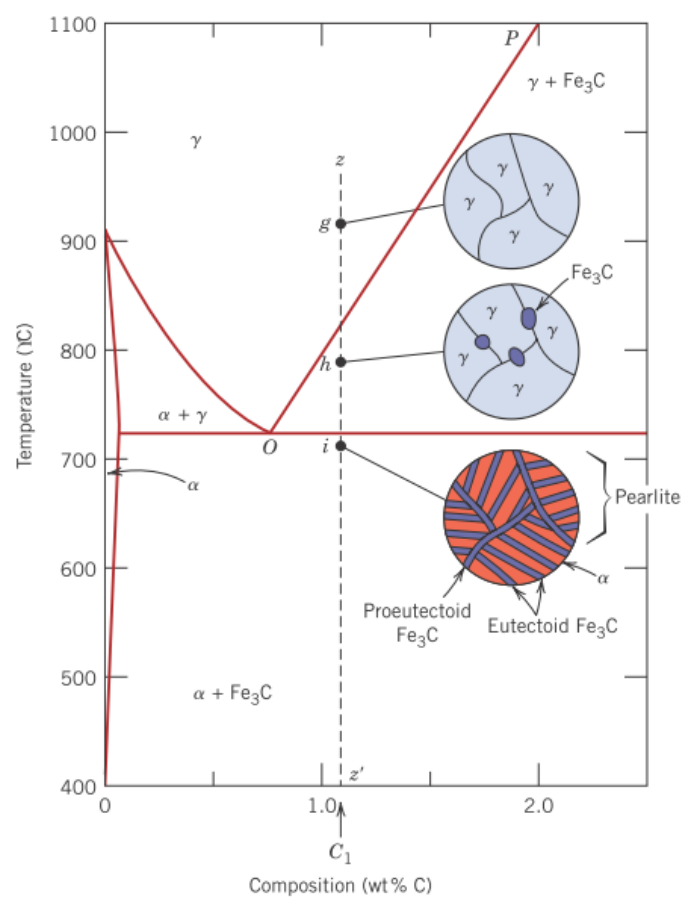 1100
P
γ + Fe₃C
1000
γ
z
γ
γ
γ
γ
g
900
Fe₃C
γ
γ
γ
γ
800
h
α + γ
O
i
700
α
Pearlite
600
α
Proeutectoid
Fe₃C
Eutectoid Fe₃C
500
α + Fe₃C
z′
400
0
1.0
2.0
C₁
Temperature (ϒC)
Composition (wt% C)